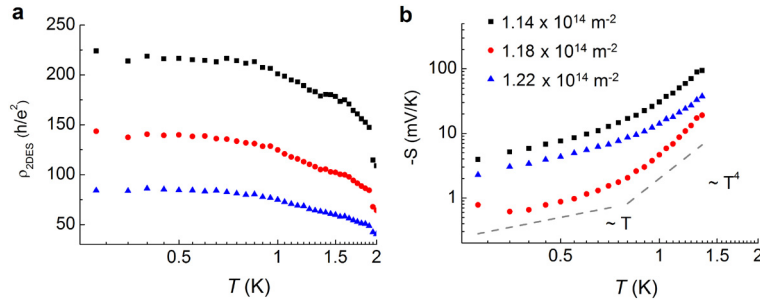 a
b
250
200
150
100
50
ρ2DES (h/e²)
0.5
1
1.5
2
T (K)
1.14 x 10¹⁴ m⁻²
1.18 x 10¹⁴ m⁻²
1.22 x 10¹⁴ m⁻²
100
10
1
-S (mV/K)
~ T
~ T⁴
0.5
1
1.5
2
T (K)